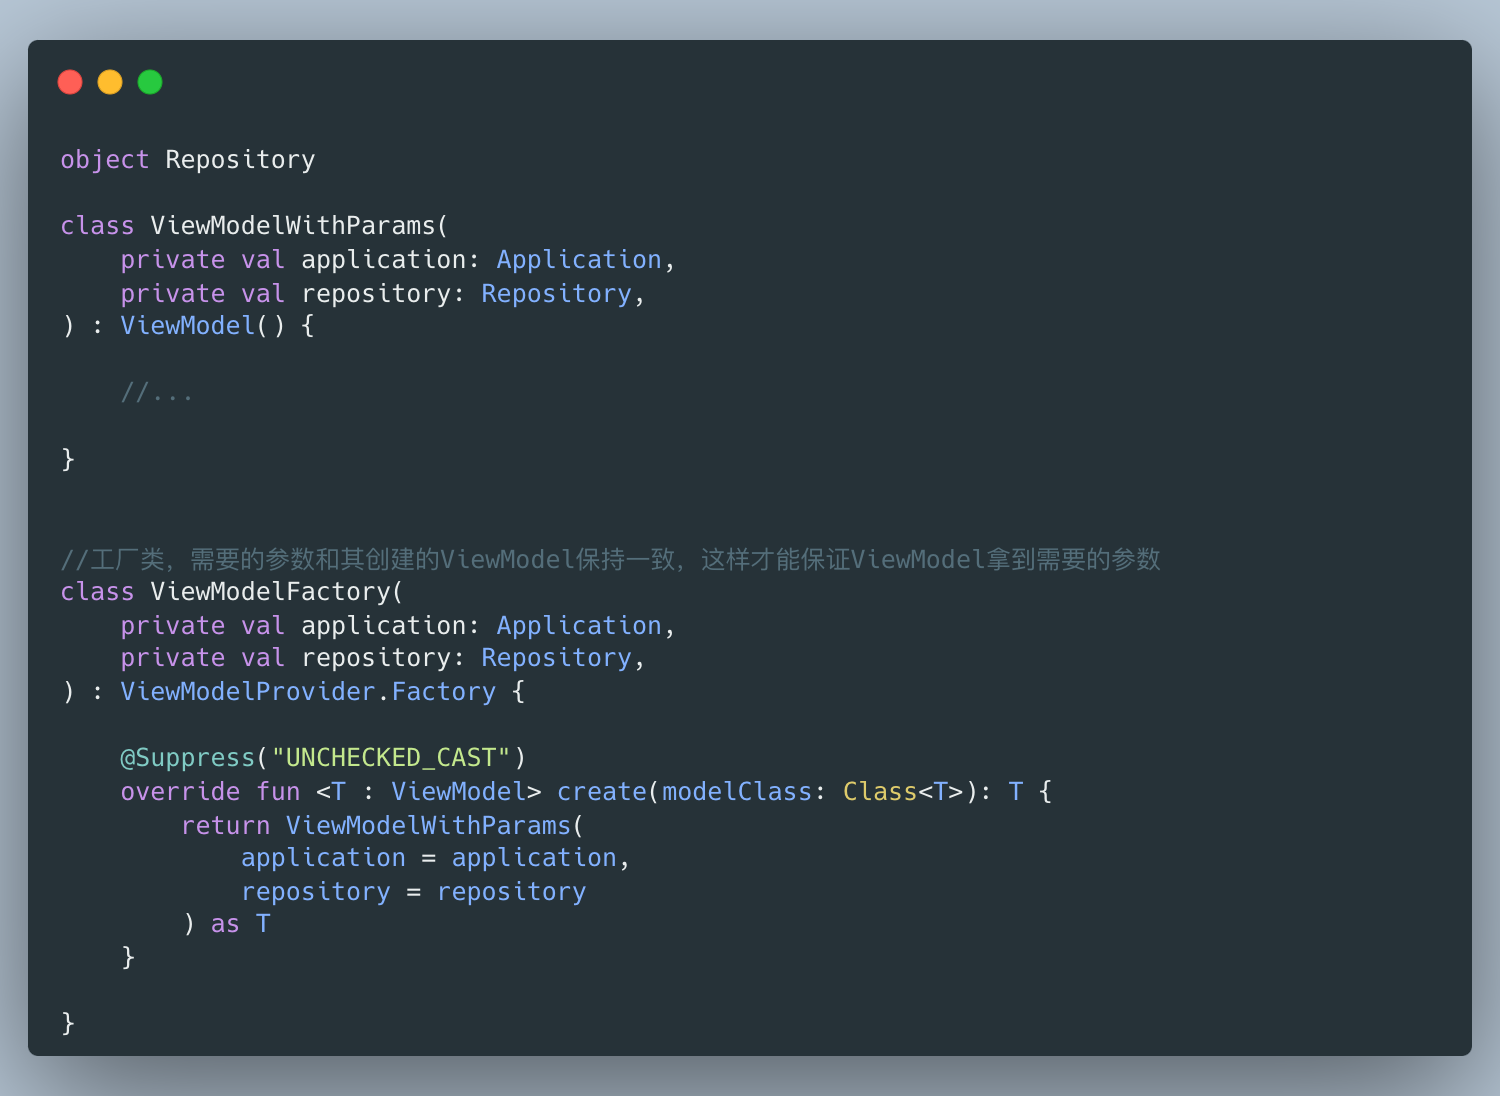 object Repository
class ViewModelWithParams(
    private val application: Application,
    private val repository: Repository,
) : ViewModel() {
    //...
}
//工厂类，需要的参数和其创建的ViewModel保持一致，这样才能保证ViewModel拿到需要的参数
class ViewModelFactory(
    private val application: Application,
    private val repository: Repository,
) : ViewModelProvider.Factory {
    @Suppress("UNCHECKED_CAST")
    override fun <T : ViewModel> create(modelClass: Class<T>): T {
        return ViewModelWithParams(
            application = application,
            repository = repository
        ) as T
    }
}